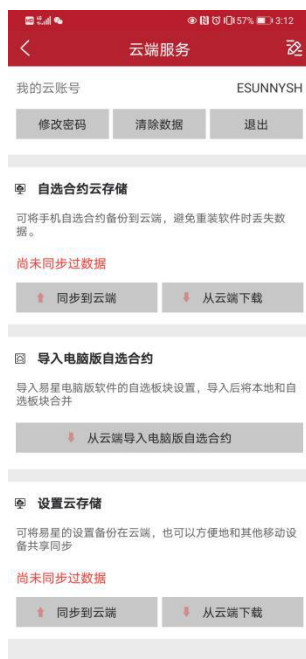 57% 3:12
云端服务
我的云账号 ESUNNYSH
修改密码 清除数据 退出
自选合约云存储
可将手机自选合约备份到云端，避免重装软件时丢失数
据。
尚未同步过数据
同步到云端 从云端下载
导入电脑版自选合约
导入易星电脑版软件的自选板块设置，导入后将本地和自
选板块合并
从云端导入电脑版自选合约
设置云存储
可将易星的设置备份在云端，也可以方便地和其他移动设
备共享同步
尚未同步过数据
同步到云端 从云端下载